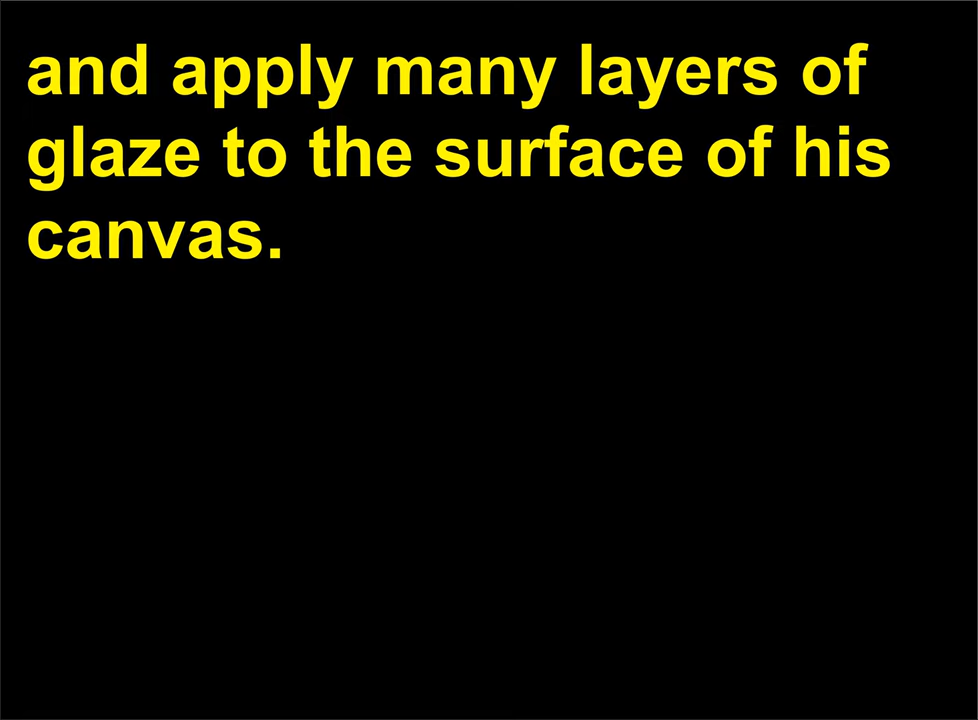 and apply many layers of
glaze to the surface of his
canvas.